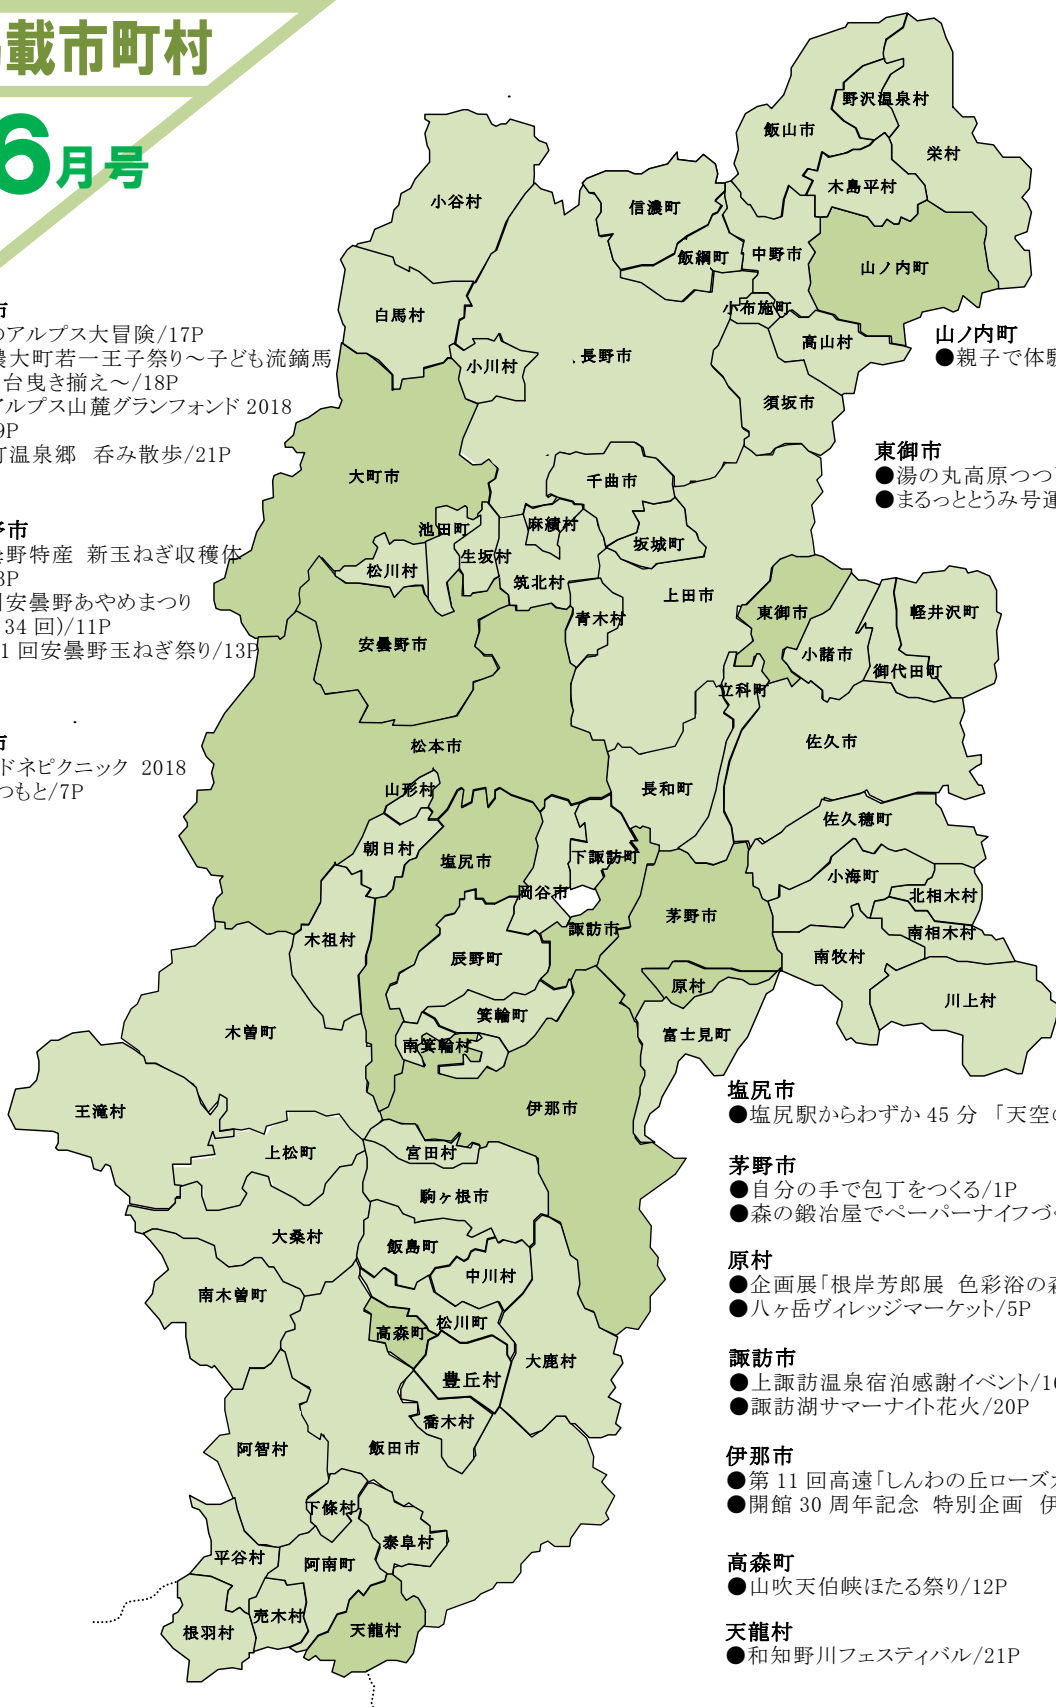 載市町村
6月号
市
のアルプス大冒険/17P
農大町若一王子祭り～子ども流鏑馬
台曳き揃え～/18P
アルプス山麓グランフォンド 2018
9P
町温泉郷 呑み散歩/21P
野市
曇野特産 新玉ねぎ収穫体
3P
安曇野あやめまつり
34 回)/11P
1 回安曇野玉ねぎ祭り/13P
市
ドネピクニック 2018
つもと/7P
山ノ内町
●親子で体験
東御市
●湯の丸高原つつ
●まるっととうみ号運
塩尻市
●塩尻駅からわずか 45 分 「天空の
茅野市
●自分の手で包丁をつくる/1P
●森の鍛冶屋でペーパーナイフづく
原村
●企画展「根岸芳郎展 色彩浴の森
●八ヶ岳ヴィレッジマーケット/5P
諏訪市
●上諏訪温泉宿泊感謝イベント/16
●諏訪湖サマーナイト花火/20P
伊那市
●第 11 回高遠「しんわの丘ローズガ
●開館 30 周年記念 特別企画 伊
高森町
●山吹天伯峡ほたる祭り/12P
天龍村
●和知野川フェスティバル/21P
野沢温泉村
飯山市
栄村
木島平村
小谷村
信濃町
飯綱町
中野市
山ノ内町
白馬村
小布施町
高山村
長野市
小川村
須坂市
大町市
千曲市
池田町
麻績村
坂城町
松川村
生坂村
筑北村
上田市
青木村
東御市
軽井沢町
安曇野市
小諸市
御代田町
立科町
松本市
佐久市
山形村
長和町
佐久穂町
朝日村
塩尻市
下諏訪町
小海町
岡谷市
北相木村
茅野市
木祖村
諏訪市
南相木村
辰野町
南牧村
原村
川上村
箕輪町
木曽町
南箕輪村
富士見町
王滝村
伊那市
上松町
宮田村
駒ヶ根市
大桑村
飯島町
中川村
南木曽町
松川町
高森町
大鹿村
豊丘村
喬木村
阿智村
飯田市
下條村
泰阜村
平谷村
阿南町
売木村
根羽村
天龍村